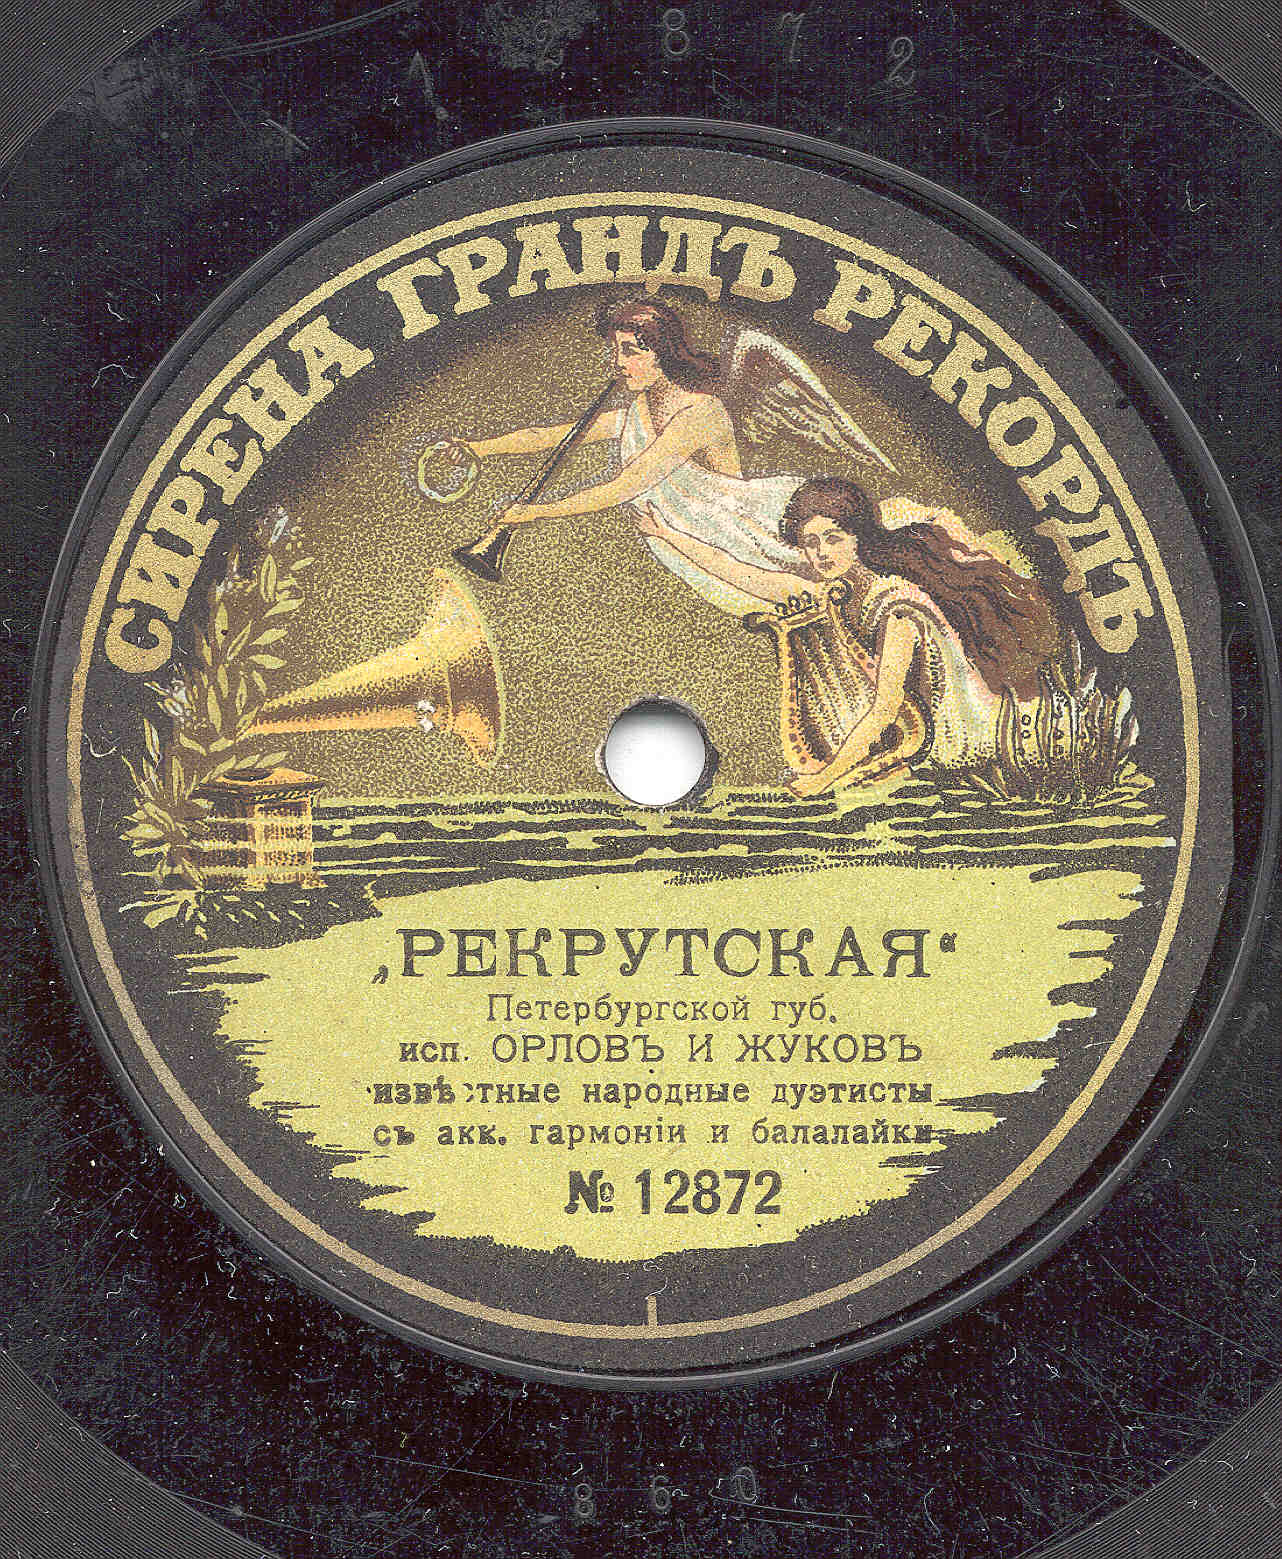 12872
СИРЕНА ГРАНДЪ РЕКОРДЪ
„РЕКРУТСКАЯ“
Петербургской губ.
исп. ОРЛОВЪ И ЖУКОВЪ
извѣстные народные дуэтисты
съ акк. гармоніи и балалайки
№ 12872
860